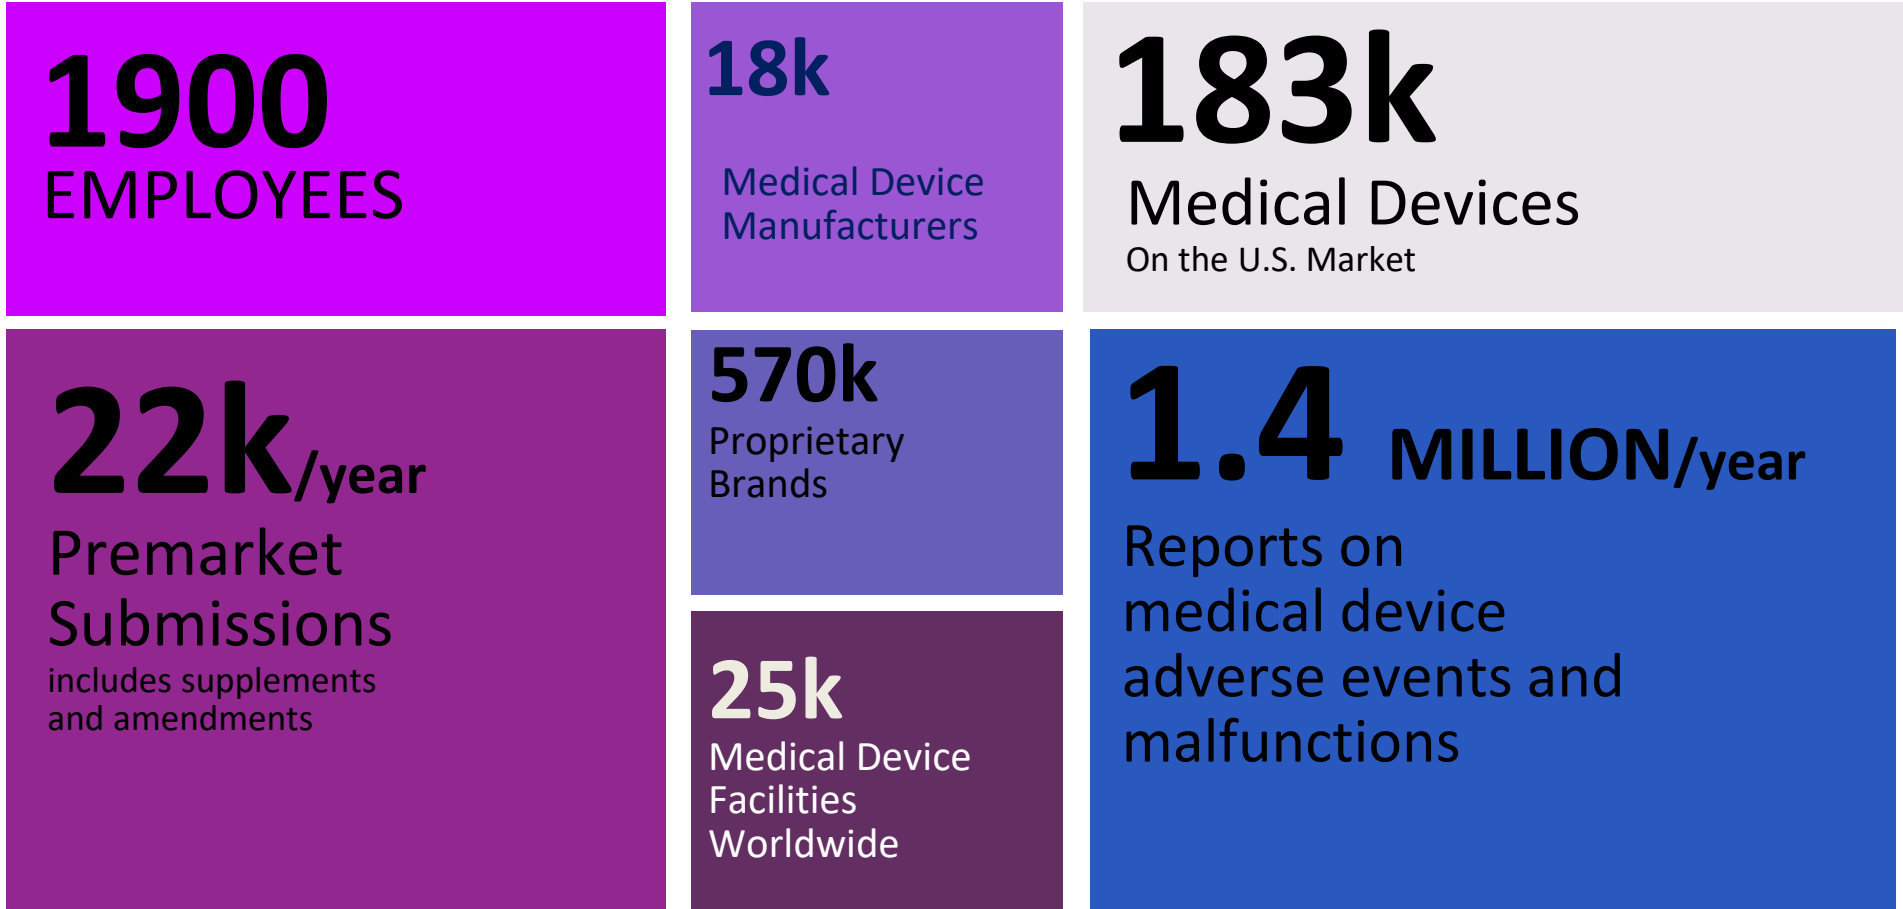 1900
EMPLOYEES
18k
Medical Device
Manufacturers
183k
Medical Devices
On the U.S. Market
22k/year
Premarket
Submissions
includes supplements
and amendments
570k
Proprietary
Brands
25k
Medical Device
Facilities
Worldwide
1.4 MILLION/year
Reports on
medical device
adverse events and
malfunctions